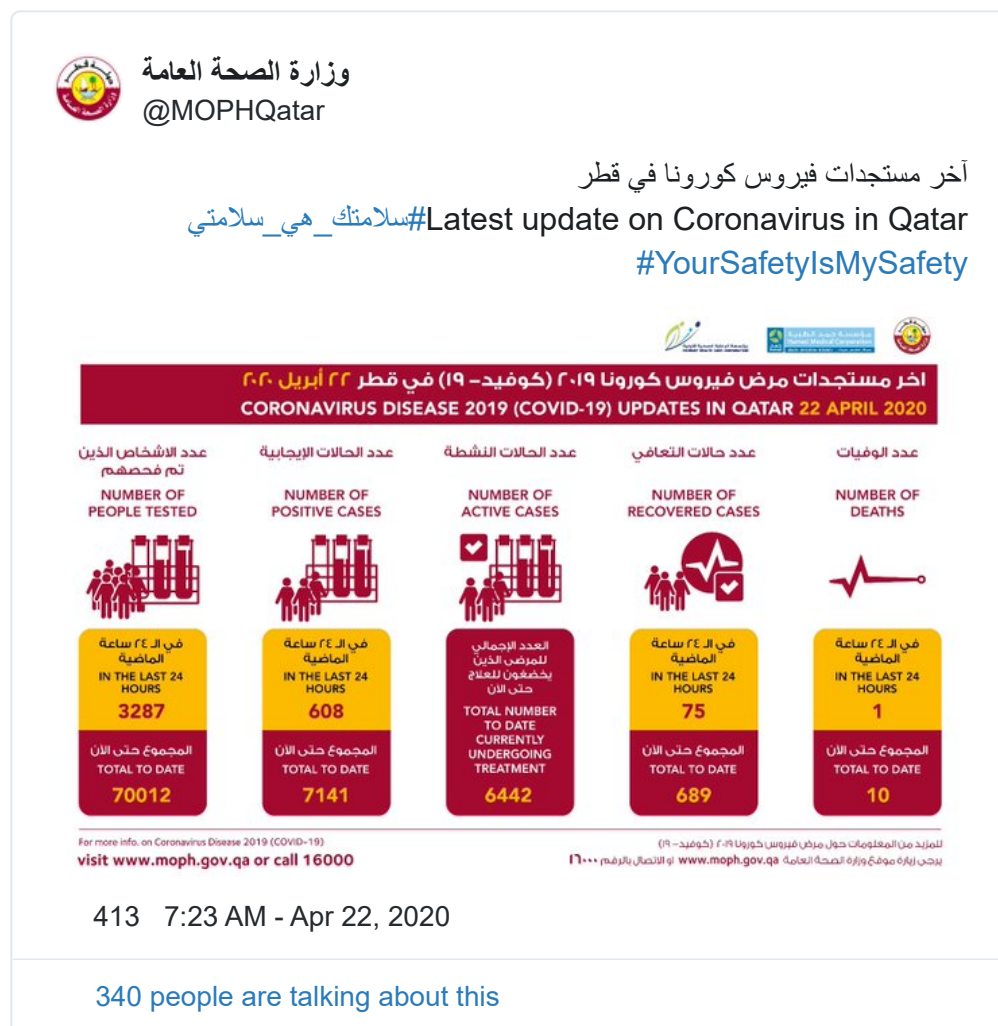 وزارة الصحة العامة
@MOPHQatar
آخر مستجدات فيروس كورونا في قطر
Latest update on Coronavirus in Qatar#سلامتك_هي_سلامتي
#YourSafetyIsMySafety
مؤسسة حمد الطبية
Hamad Medical Corporation
اخر مستجدات مرض فيروس كورونا ٢٠١٩ (كوفيد-١٩) في قطر ٢٢ أبريل ٢٠٢٠
CORONAVIRUS DISEASE 2019 (COVID-19) UPDATES IN QATAR 22 APRIL 2020
عدد الاشخاص الذين
تم فحصهم
NUMBER OF
PEOPLE TESTED
في الـ ٢٤ ساعة
الماضية
IN THE LAST 24
HOURS
3287
المجموع حتى الآن
TOTAL TO DATE
70012
عدد الحالات الإيجابية
NUMBER OF
POSITIVE CASES
في الـ ٢٤ ساعة
الماضية
IN THE LAST 24
HOURS
608
المجموع حتى الآن
TOTAL TO DATE
7141
عدد الحالات النشطة
NUMBER OF
ACTIVE CASES
العدد الإجمالي
للمرضى الذين
يخضعون للعلاج
حتى الآن
TOTAL NUMBER
TO DATE
CURRENTLY
UNDERGOING
TREATMENT
6442
عدد حالات التعافي
NUMBER OF
RECOVERED CASES
في الـ ٢٤ ساعة
الماضية
IN THE LAST 24
HOURS
75
المجموع حتى الآن
TOTAL TO DATE
689
عدد الوفيات
NUMBER OF
DEATHS
في الـ ٢٤ ساعة
الماضية
IN THE LAST 24
HOURS
1
المجموع حتى الآن
TOTAL TO DATE
10
For more info. on Coronavirus Disease 2019 (COVID-19)
visit www.moph.gov.qa or call 16000
للمزيد من المعلومات حول مرض فيروس كورونا ٢٠١٩ (كوفيد-١٩)
يرجى زيارة موقع وزارة الصحة العامة www.moph.gov.qa او الاتصال بالرقم ١٦٠٠٠
413 7:23 AM - Apr 22, 2020
340 people are talking about this